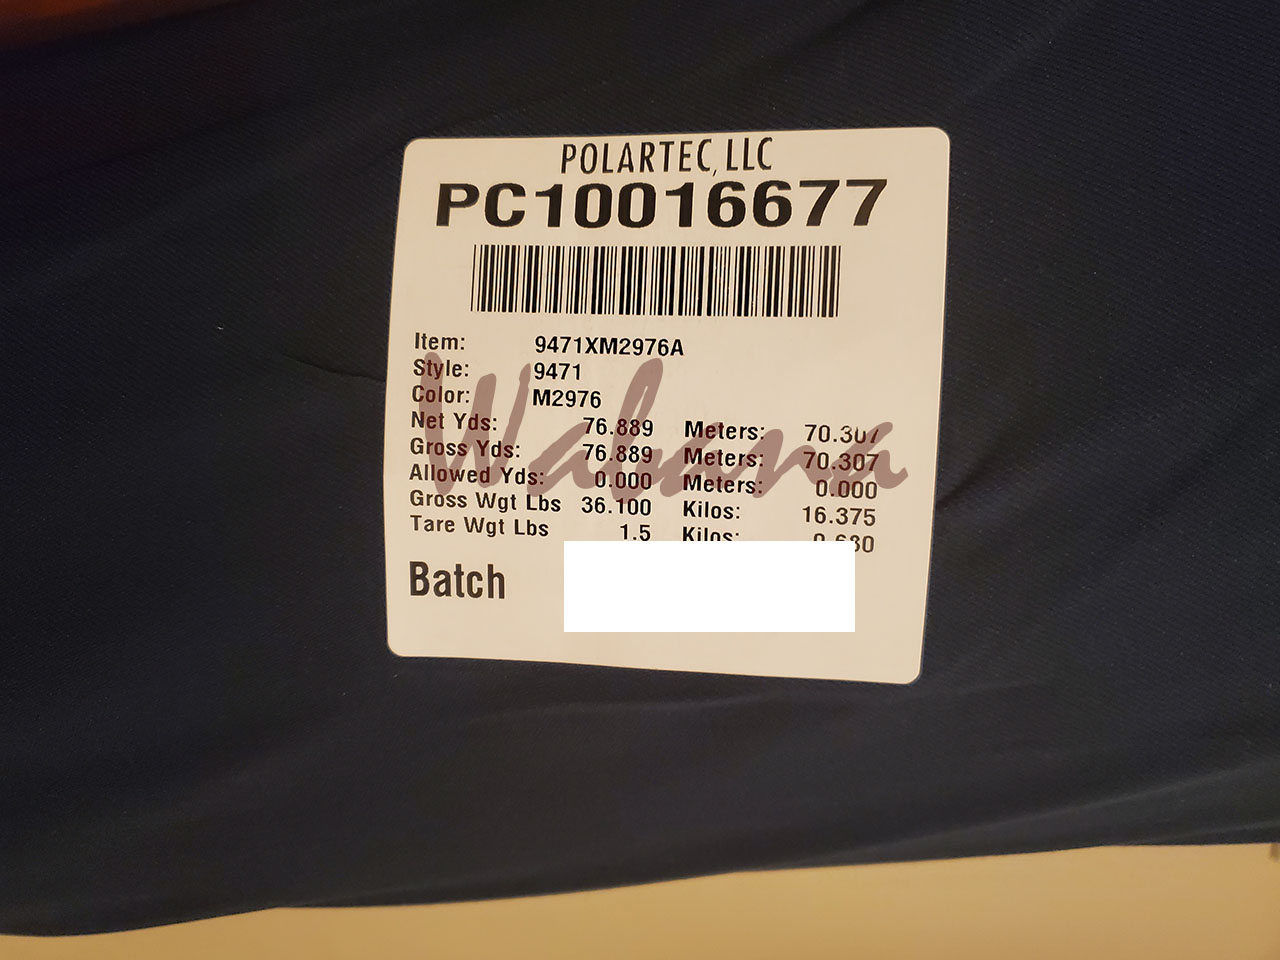 POLARTEC, LLC
PC10016677
Item: 9471XM2976A
Style: 9471
Color: M2976
Net Yds: 76.889 Meters: 70.307
Gross Yds: 76.889 Meters: 70.307
Allowed Yds: 0.000 Meters: 0.000
Gross Wgt Lbs 36.100 Kilos: 16.375
Tare Wgt Lbs 1.5 Kilos: 0.680
Batch
Wabana